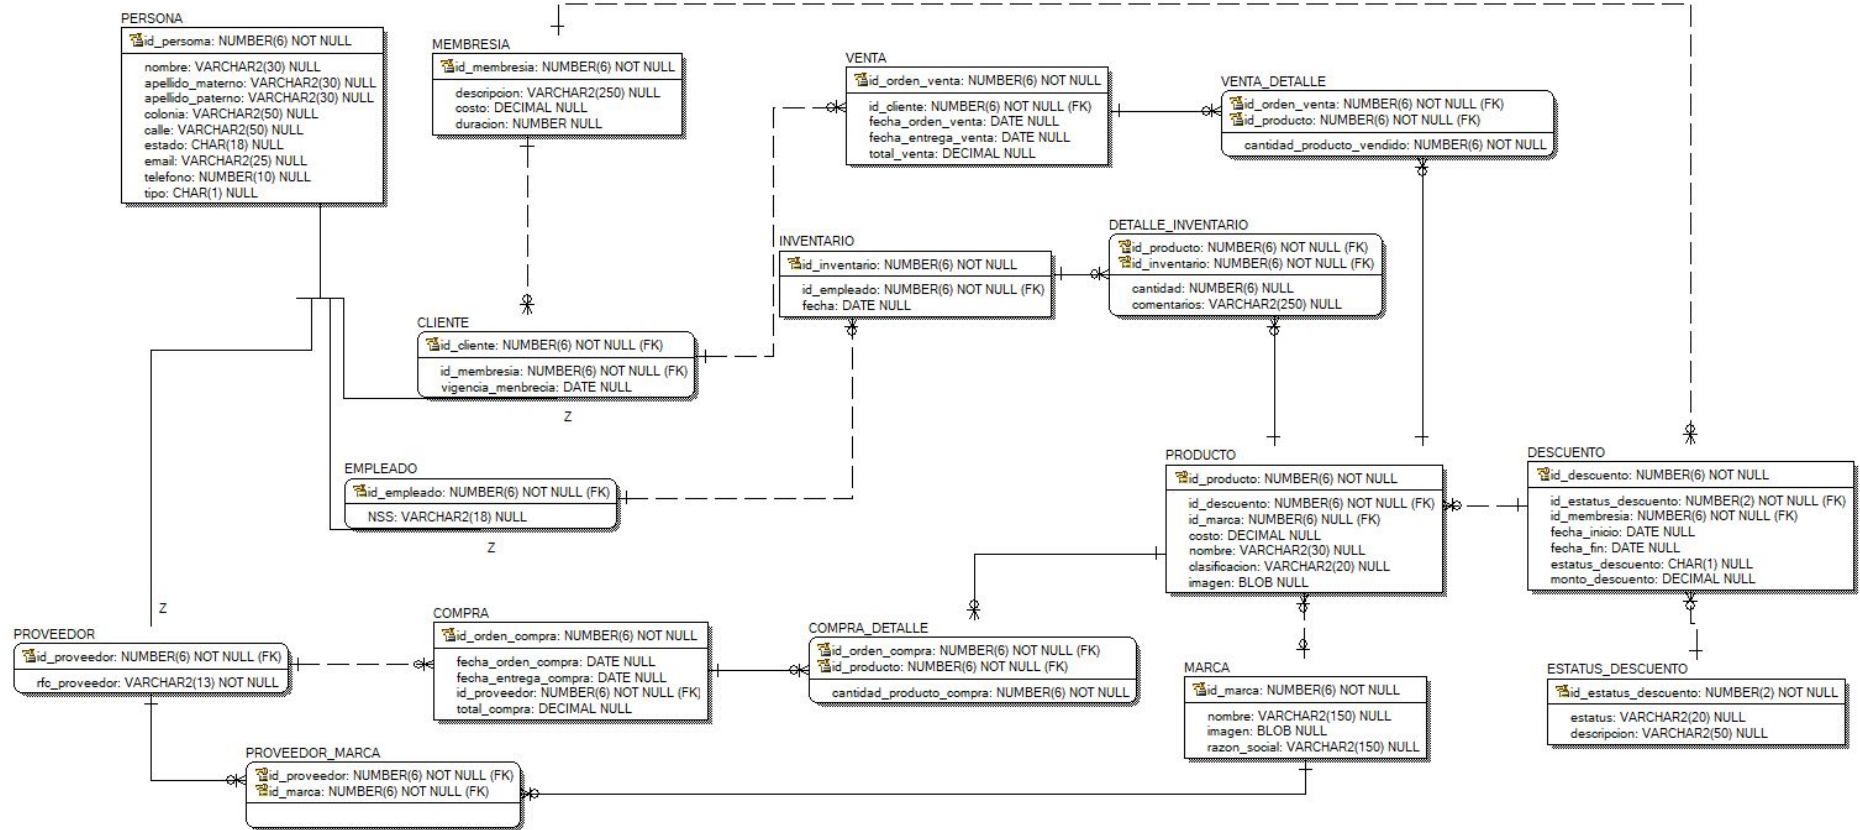 PERSONA
id_persoma: NUMBER(6) NOT NULL
nombre: VARCHAR2(30) NULL
apellido_materno: VARCHAR2(30) NULL
apellido_paterno: VARCHAR2(30) NULL
colonia: VARCHAR2(50) NULL
calle: VARCHAR2(50) NULL
estado: CHAR(18) NULL
email: VARCHAR2(25) NULL
telefono: NUMBER(10) NULL
tipo: CHAR(1) NULL
MEMBRESIA
id_membresia: NUMBER(6) NOT NULL
descripcion: VARCHAR2(250) NULL
costo: DECIMAL NULL
duracion: NUMBER NULL
VENTA
id_orden_venta: NUMBER(6) NOT NULL
id_cliente: NUMBER(6) NOT NULL (FK)
fecha_orden_venta: DATE NULL
fecha_entrega_venta: DATE NULL
total_venta: DECIMAL NULL
VENTA_DETALLE
id_orden_venta: NUMBER(6) NOT NULL (FK)
id_producto: NUMBER(6) NOT NULL (FK)
cantidad_producto_vendido: NUMBER(6) NOT NULL
INVENTARIO
id_inventario: NUMBER(6) NOT NULL
id_empleado: NUMBER(6) NOT NULL (FK)
fecha: DATE NULL
DETALLE_INVENTARIO
id_producto: NUMBER(6) NOT NULL (FK)
id_inventario: NUMBER(6) NOT NULL (FK)
cantidad: NUMBER(6) NULL
comentarios: VARCHAR2(250) NULL
CLIENTE
id_cliente: NUMBER(6) NOT NULL (FK)
id_membresia: NUMBER(6) NOT NULL (FK)
vigencia_menbrecia: DATE NULL
Z
EMPLEADO
id_empleado: NUMBER(6) NOT NULL (FK)
NSS: VARCHAR2(18) NULL
Z
PRODUCTO
id_producto: NUMBER(6) NOT NULL
id_descuento: NUMBER(6) NOT NULL (FK)
id_marca: NUMBER(6) NULL (FK)
costo: DECIMAL NULL
nombre: VARCHAR2(30) NULL
clasificacion: VARCHAR2(20) NULL
imagen: BLOB NULL
DESCUENTO
id_descuento: NUMBER(6) NOT NULL
id_estatus_descuento: NUMBER(2) NOT NULL (FK)
id_membresia: NUMBER(6) NOT NULL (FK)
fecha_inicio: DATE NULL
fecha_fin: DATE NULL
estatus_descuento: CHAR(1) NULL
monto_descuento: DECIMAL NULL
Z
PROVEEDOR
id_proveedor: NUMBER(6) NOT NULL (FK)
rfc_proveedor: VARCHAR2(13) NOT NULL
COMPRA
id_orden_compra: NUMBER(6) NOT NULL
fecha_orden_compra: DATE NULL
fecha_entrega_compra: DATE NULL
id_proveedor: NUMBER(6) NOT NULL (FK)
total_compra: DECIMAL NULL
COMPRA_DETALLE
id_orden_compra: NUMBER(6) NOT NULL (FK)
id_producto: NUMBER(6) NOT NULL (FK)
cantidad_producto_compra: NUMBER(6) NOT NULL
MARCA
id_marca: NUMBER(6) NOT NULL
nombre: VARCHAR2(150) NULL
imagen: BLOB NULL
razon_social: VARCHAR2(150) NULL
ESTATUS_DESCUENTO
id_estatus_descuento: NUMBER(2) NOT NULL
estatus: VARCHAR2(20) NULL
descripcion: VARCHAR2(50) NULL
PROVEEDOR_MARCA
id_proveedor: NUMBER(6) NOT NULL (FK)
id_marca: NUMBER(6) NOT NULL (FK)